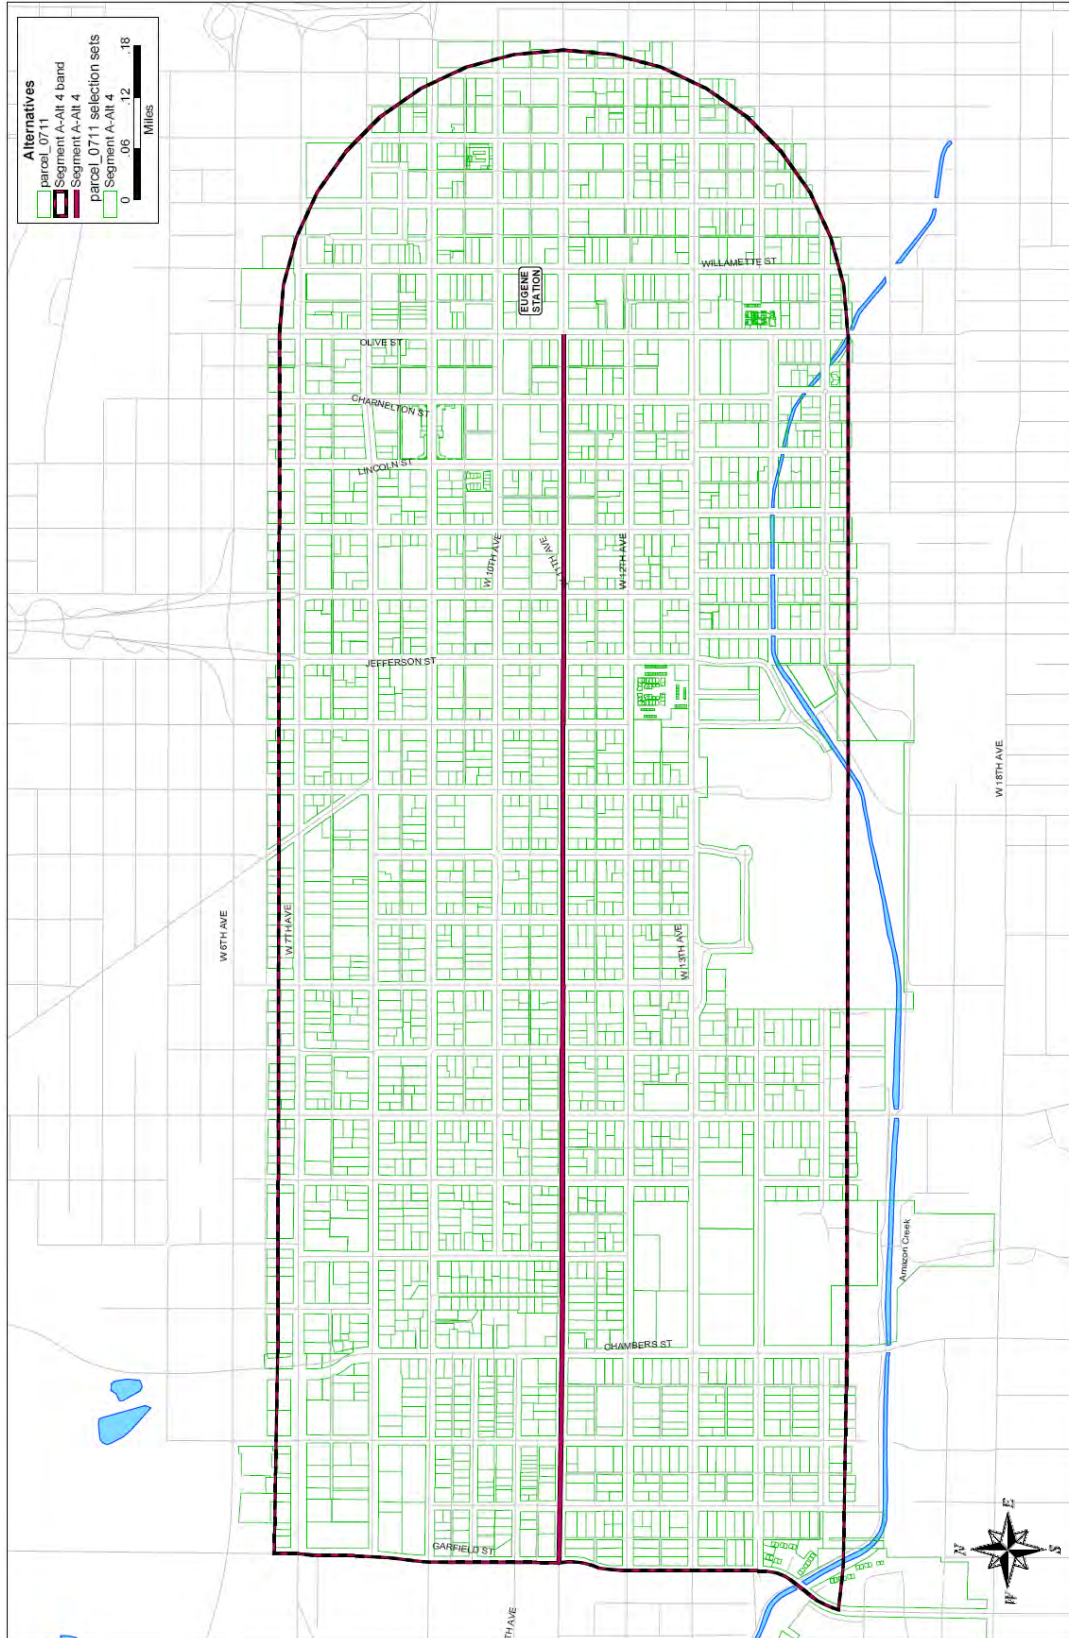 Alternatives
parcel_0711
Segment A-Alt 4 band
Segment A-Alt 4
parcel_0711 selection sets
Segment A-Alt 4
0 .06 .12 .18
Miles
WILLAMETTE ST
EUGENE
STATION
OLIVE ST
CHARNELTON ST
LINCOLN ST
W 10TH AVE
W 11TH AVE
W 12TH AVE
JEFFERSON ST
W 18TH AVE
W 6TH AVE
W 7TH AVE
W 13TH AVE
Amazon Creek
CHAMBERS ST
GARFIELD ST
TH AVE
N
E
S
W